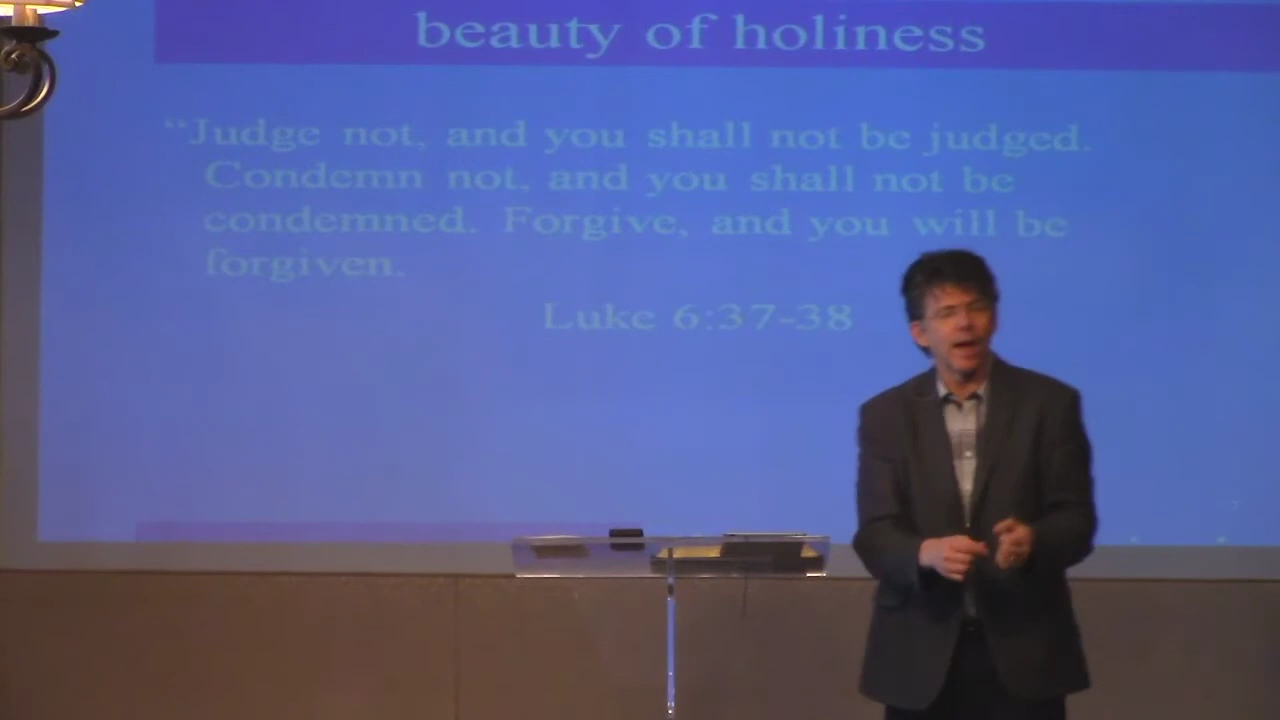 beauty of holiness
“Judge not, and you shall not be judged.
Condemn not, and you shall not be
condemned. Forgive, and you will be
forgiven.
Luke 6:37-38